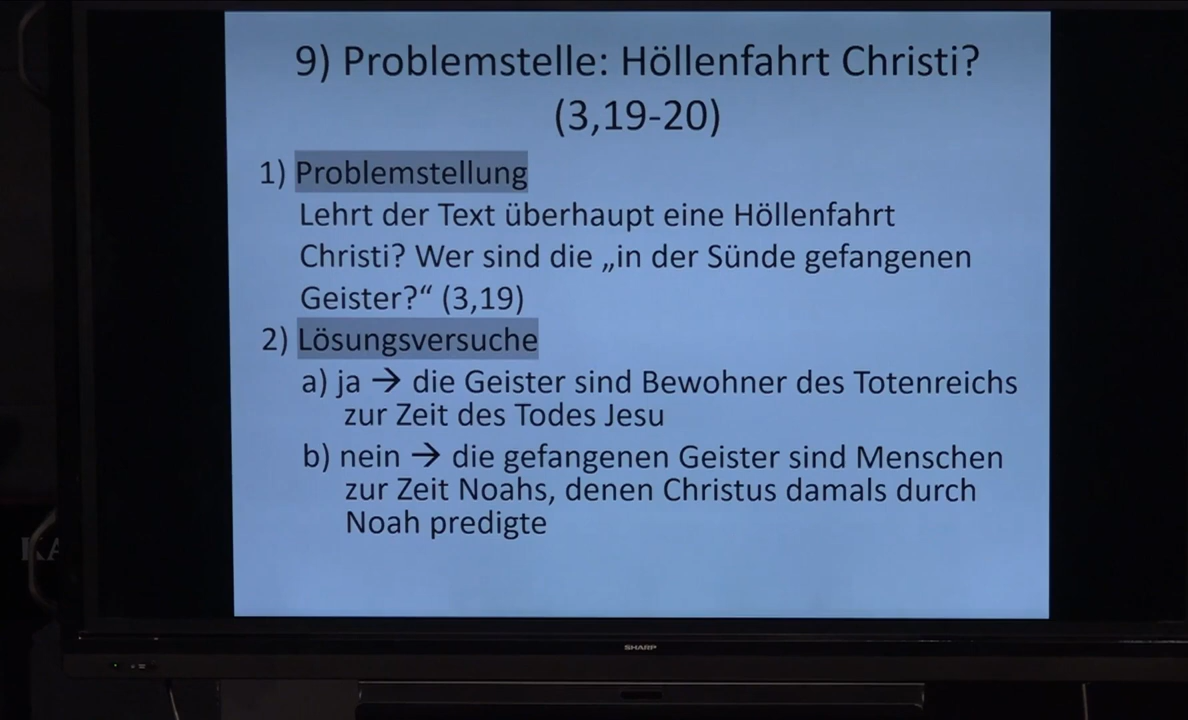 9) Problemstelle: Höllenfahrt Christi?
(3,19-20)
1) Problemstellung
Lehrt der Text überhaupt eine Höllenfahrt
Christi? Wer sind die „in der Sünde gefangenen
Geister?“ (3,19)
2) Lösungsversuche
a) ja → die Geister sind Bewohner des Totenreichs
zur Zeit des Todes Jesu
b) nein → die gefangenen Geister sind Menschen
zur Zeit Noahs, denen Christus damals durch
Noah predigte
KA
SHARP